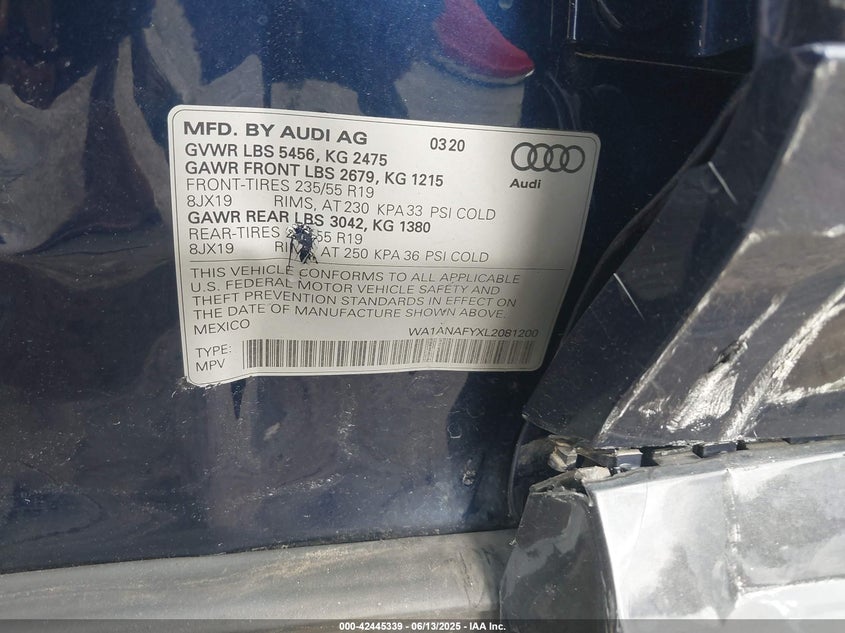 MFD. BY AUDI AG 03 20
GVWR LBS 5456, KG 2475
GAWR FRONT LBS 2679, KG 1215
FRONT-TIRES 235/55 R19
8JX19 RIMS, AT 230 KPA 33 PSI COLD
GAWR REAR LBS 3042, KG 1380
REAR-TIRES R19
8JX19 AT 250 KPA 36 PSI COLD
Audi
THIS VEHICLE CONFORMS TO ALL APPLICABLE
U.S. FEDERAL MOTOR VEHICLE SAFETY AND
THEFT PREVENTION STANDARDS IN EFFECT ON
THE DATE OF MANUFACTURE SHOWN ABOVE.
MEXICO WA1ANAFYXL2081200
TYPE:
MPV
000-42445339 - 06/13/2025 - IAA Inc.